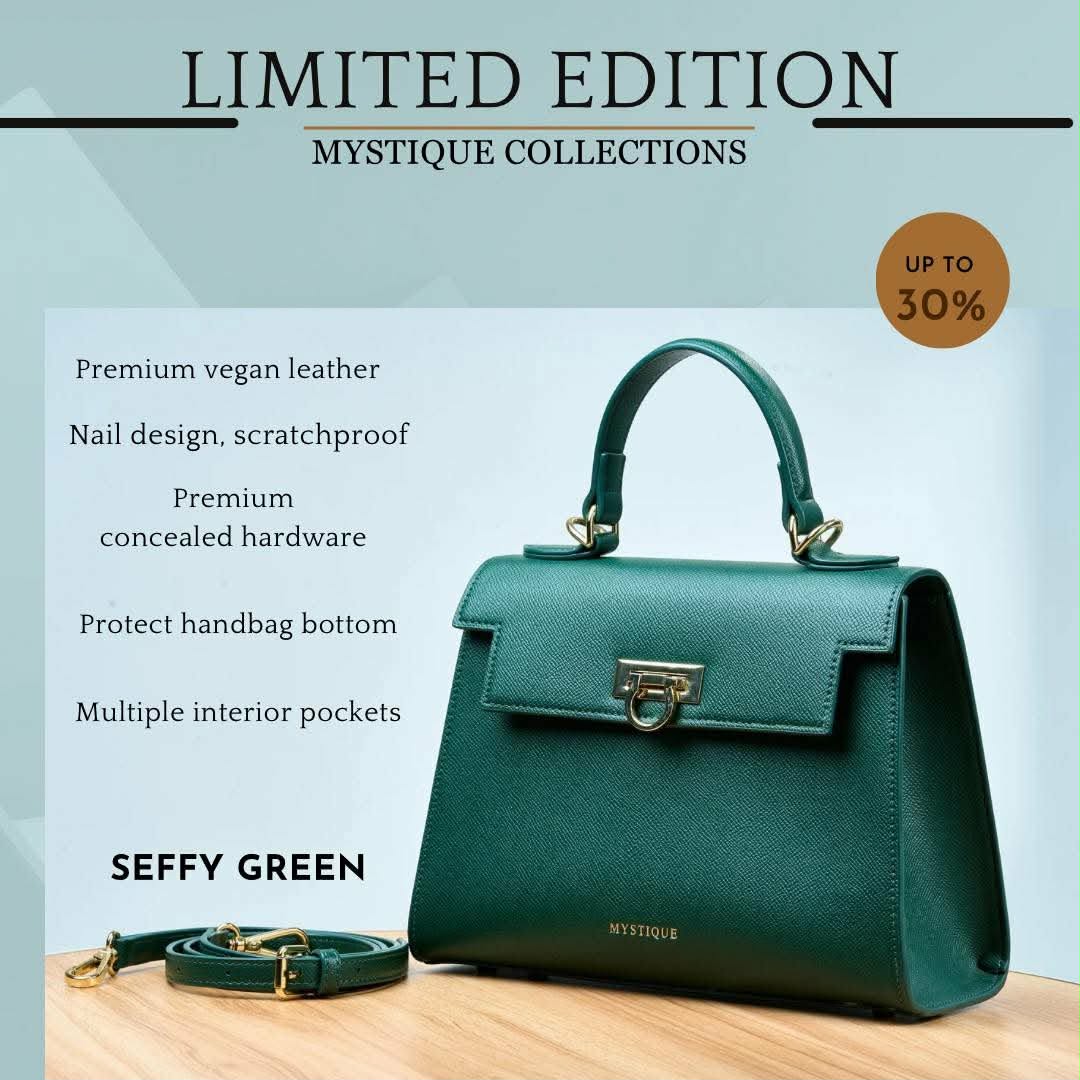 LIMITED EDITION
MYSTIQUE COLLECTIONS
UP TO
30%
Premium vegan leather
Nail design, scratchproof
Premium
concealed hardware
Protect handbag bottom
Multiple interior pockets
SEFFY GREEN
MYSTIQUE